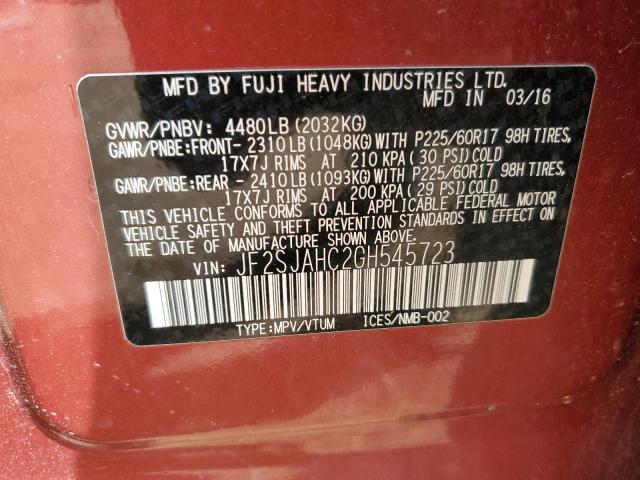 MFD BY FUJI HEAVY INDUSTRIES LTD.
MFD IN 03/16
GVWR/PNBV: 4480LB (2032KG)
GAWR/PNBE:FRONT- 2310LB (1048KG) WITH P225/60R17 98H TIRES,
17X7J RIMS AT 210 KPA (30 PSI) COLD
GAWR/PNBE:REAR - 2410LB (1093KG) WITH P225/60R17 98H TIRES,
17X7J RIMS AT 200 KPA (29 PSI) COLD
THIS VEHICLE CONFORMS TO ALL APPLICABLE FEDERAL MOTOR
VEHICLE SAFETY AND THEFT PREVENTION STANDARDS IN EFFECT ON
THE DATE OF MANUFACTURE SHOWN ABOVE.
VIN: JF2SJAHC2GH545723
TYPE:MPV/VTUM ICES/NMB-002